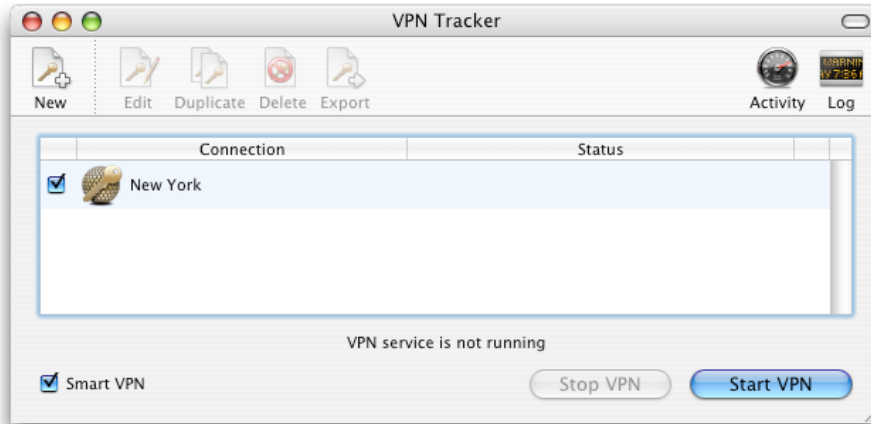 VPN Tracker
New Edit Duplicate Delete Export Activity Log
Connection Status
New York
VPN service is not running
Smart VPN Stop VPN Start VPN